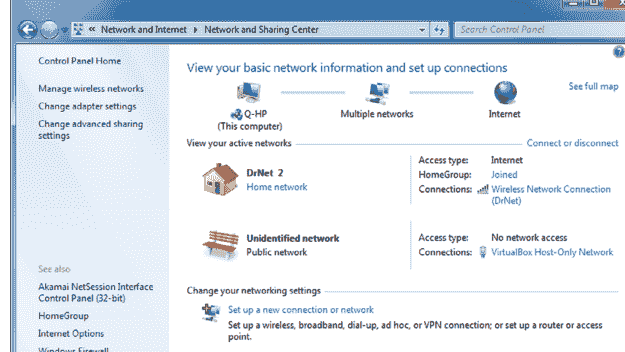 « Network and Internet ▸ Network and Sharing Center
Search Control Panel
Control Panel Home
Manage wireless networks
Change adapter settings
Change advanced sharing
settings
See also
Akamai NetSession Interface
Control Panel (32-bit)
HomeGroup
Internet Options
Windows Firewall
View your basic network information and set up connections
See full map
Q-HP
(This computer)
Multiple networks
Internet
View your active networks
Connect or disconnect
DrNet 2
Home network
Access type: Internet
HomeGroup: Joined
Connections: Wireless Network Connection
(DrNet)
Unidentified network
Public network
Access type: No network access
Connections: VirtualBox Host-Only Network
Change your networking settings
Set up a new connection or network
Set up a wireless, broadband, dial-up, ad hoc, or VPN connection; or set up a router or access
point.